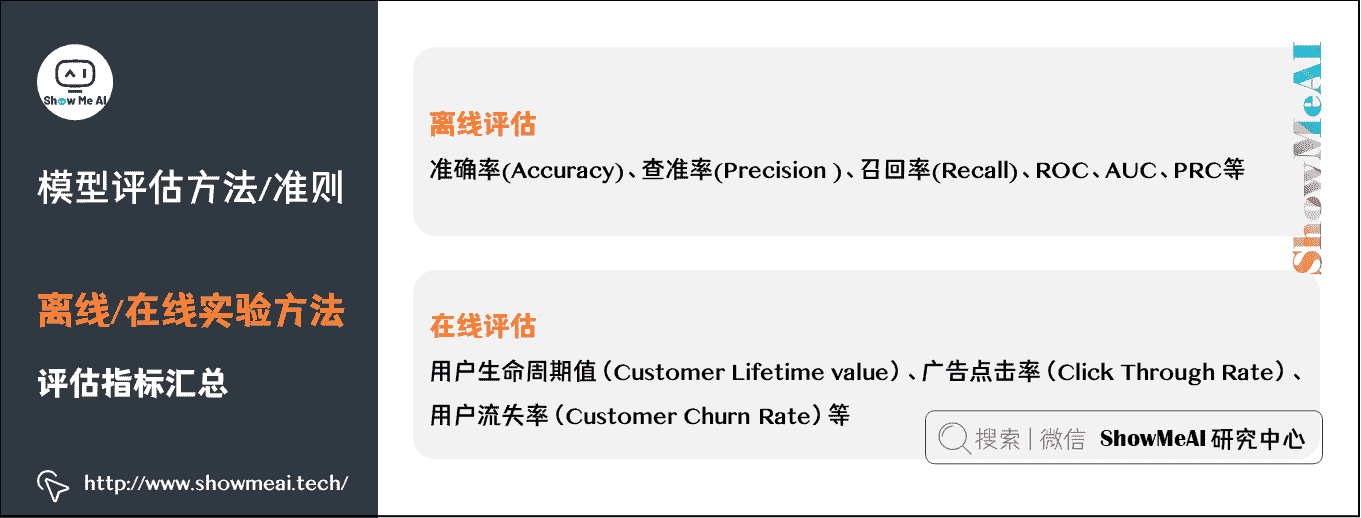 Show Me AI
模型评估方法/准则
离线/在线实验方法
评估指标汇总
http://www.showmeai.tech/
离线评估
准确率(Accuracy)、查准率(Precision )、召回率(Recall)、ROC、AUC、PRC等
在线评估
用户生命周期值（Customer Lifetime value）、广告点击率（Click Through Rate）、
用户流失率（Customer Churn Rate）等
搜索 | 微信 ShowMeAI 研究中心
ShowMeAI